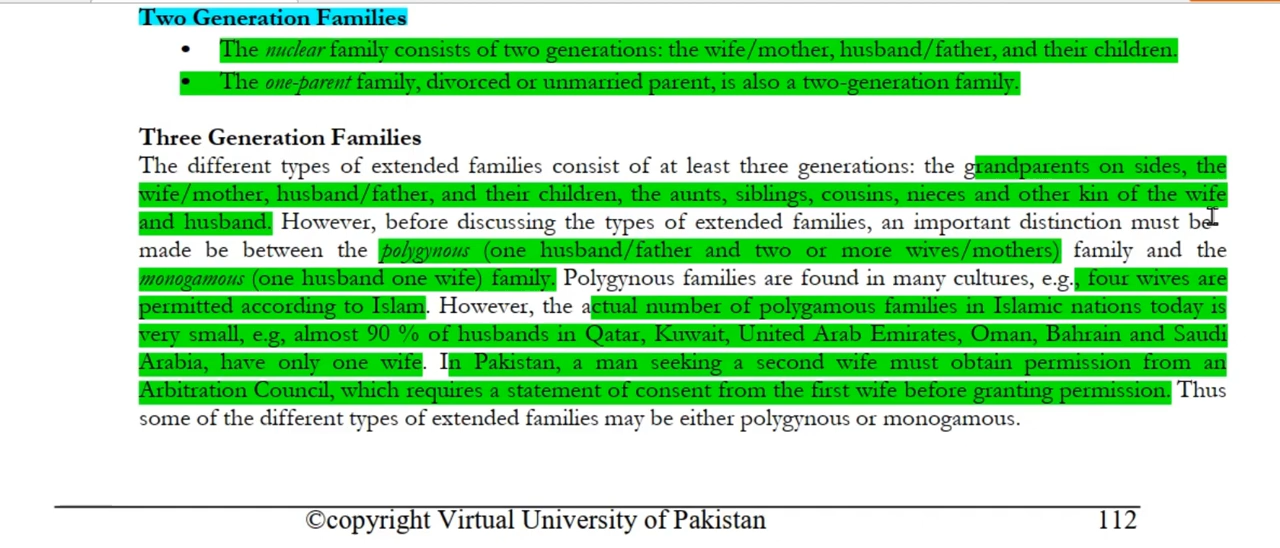 Two Generation Families
• The nuclear family consists of two generations: the wife/mother, husband/father, and their children.
• The one-parent family, divorced or unmarried parent, is also a two-generation family.
Three Generation Families
The different types of extended families consist of at least three generations: the grandparents on sides, the
wife/mother, husband/father, and their children, the aunts, siblings, cousins, nieces and other kin of the wife
and husband. However, before discussing the types of extended families, an important distinction must be
made be between the polygynous (one husband/father and two or more wives/mothers) family and the
monogamous (one husband one wife) family. Polygynous families are found in many cultures, e.g., four wives are
permitted according to Islam. However, the actual number of polygamous families in Islamic nations today is
very small, e.g, almost 90 % of husbands in Qatar, Kuwait, United Arab Emirates, Oman, Bahrain and Saudi
Arabia, have only one wife. In Pakistan, a man seeking a second wife must obtain permission from an
Arbitration Council, which requires a statement of consent from the first wife before granting permission. Thus
some of the different types of extended families may be either polygynous or monogamous.
©copyright Virtual University of Pakistan 112